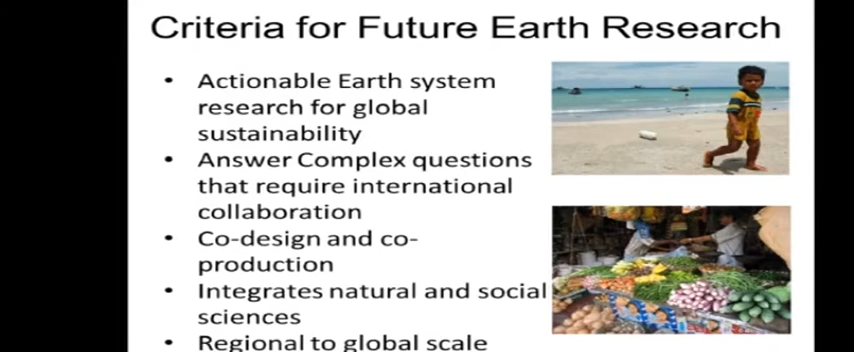 Criteria for Future Earth Research
• Actionable Earth system
research for global
sustainability
• Answer Complex questions
that require international
collaboration
• Co-design and co-
production
• Integrates natural and social
sciences
• Regional to global scale